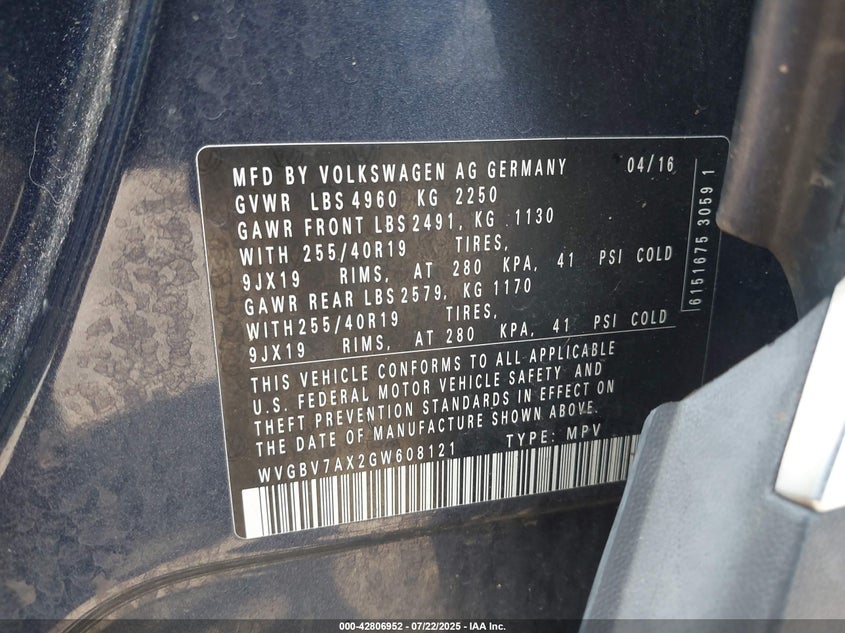 MFD BY VOLKSWAGEN AG GERMANY 04/16
GVWR LBS 4960 KG 2250
GAWR FRONT LBS 2491, KG 1130
WITH 255/40R19 TIRES,
9JX19 RIMS, AT 280 KPA, 41 PSI COLD
GAWR REAR LBS 2579, KG 1170
WITH 255/40R19 TIRES,
9JX19 RIMS, AT 280 KPA, 41 PSI COLD
THIS VEHICLE CONFORMS TO ALL APPLICABLE
U.S. FEDERAL MOTOR VEHICLE SAFETY AND
THEFT PREVENTION STANDARDS IN EFFECT ON
THE DATE OF MANUFACTURE SHOWN ABOVE.
WVGBV7AX2GW608121 TYPE: MPV
6151675 3059 1
000-42806952 - 07/22/2025 - IAA Inc.